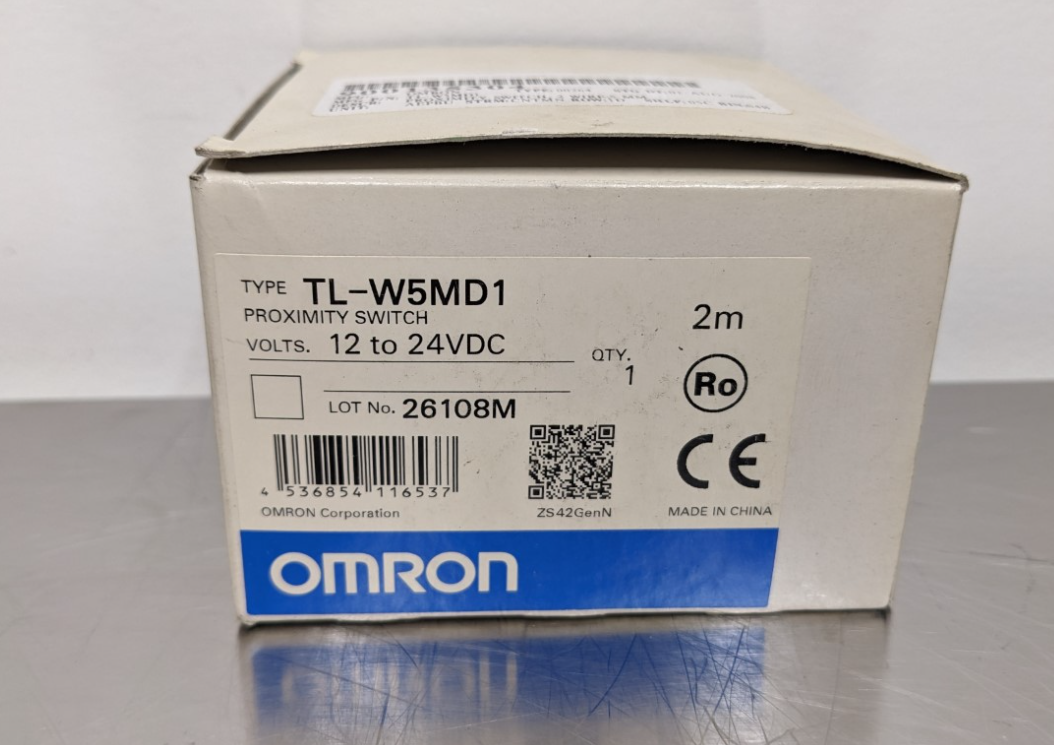 TYPE TL-W5MD1
PROXIMITY SWITCH
VOLTS. 12 to 24VDC
2m
QTY.
1
Ro
LOT No. 26108M
4 536854 116537
OMRON Corporation
ZS42GenN
CE
MADE IN CHINA
OMRON